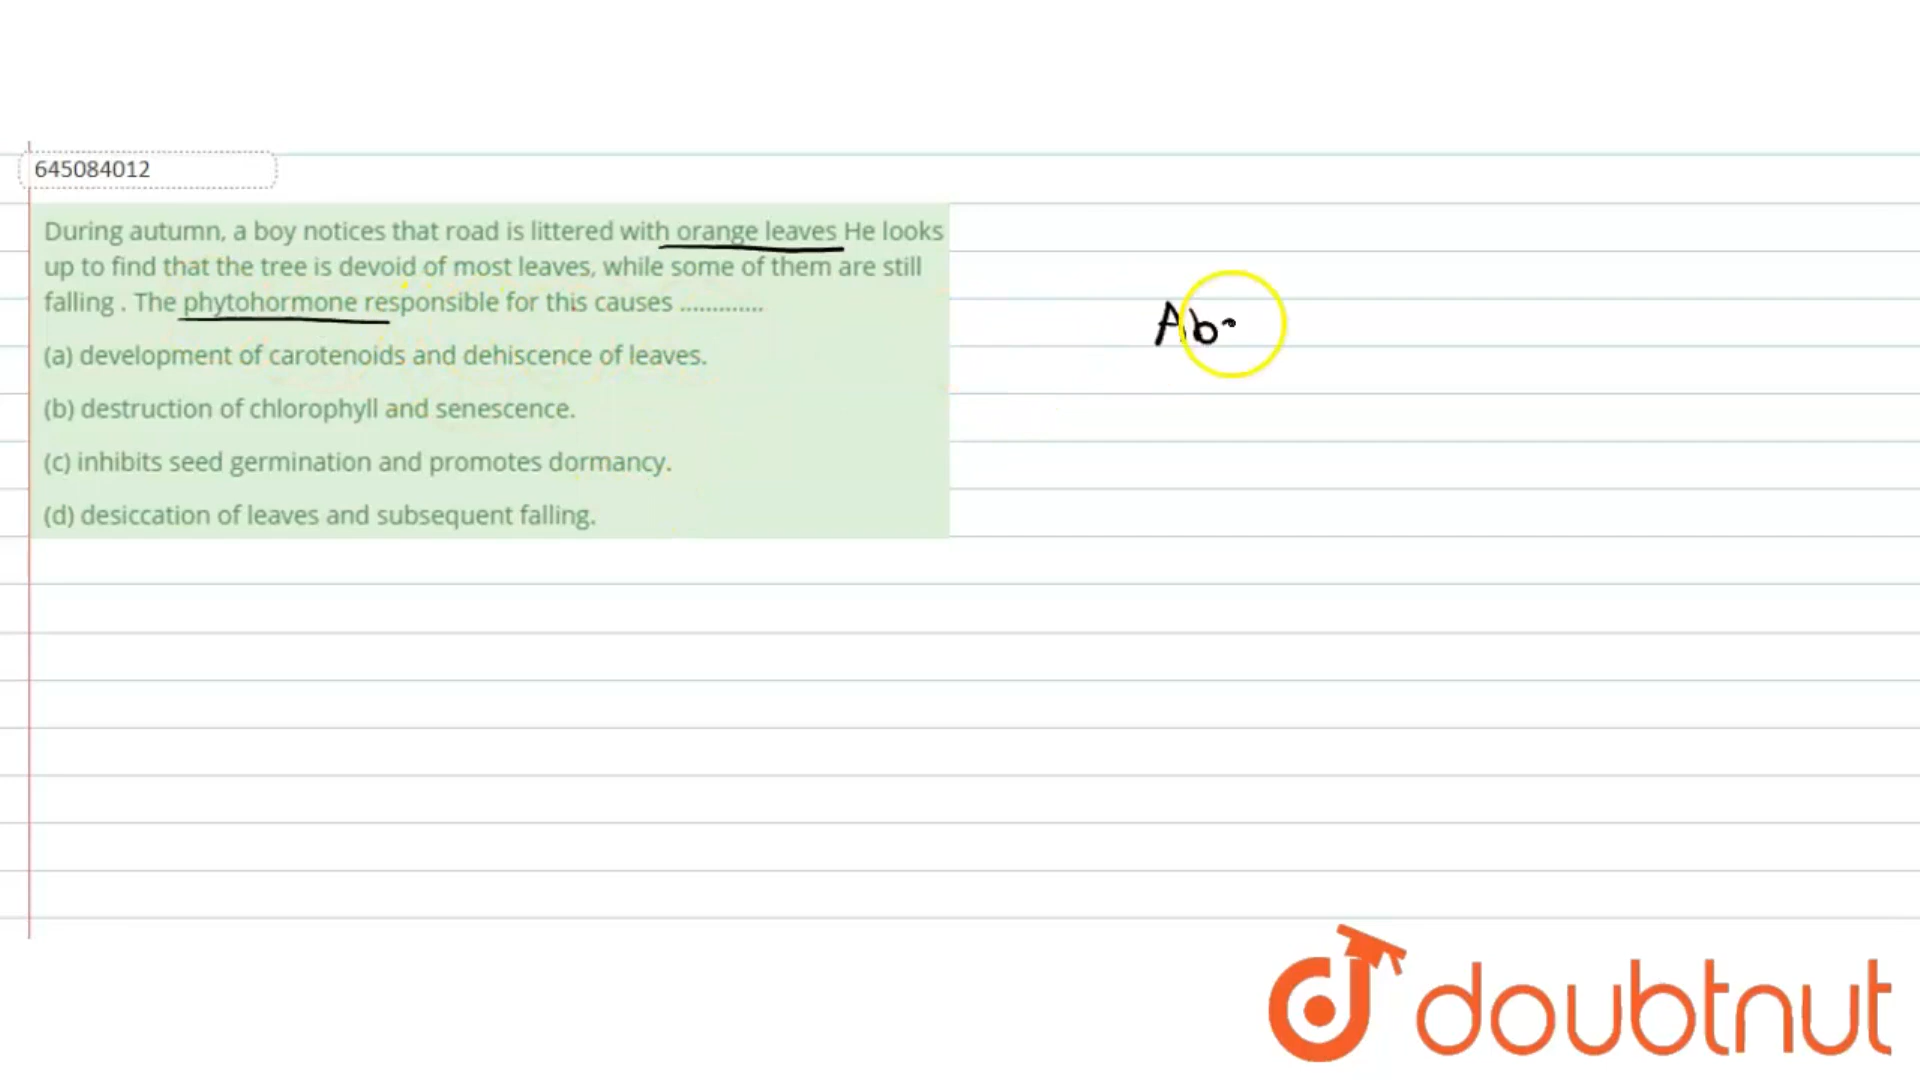 645084012
During autumn, a boy notices that road is littered with orange leaves He looks
up to find that the tree is devoid of most leaves, while some of them are still
falling . The phytohormone responsible for this causes .............
(a) development of carotenoids and dehiscence of leaves.
(b) destruction of chlorophyll and senescence.
(c) inhibits seed germination and promotes dormancy.
(d) desiccation of leaves and subsequent falling.
Ab
doubtnut